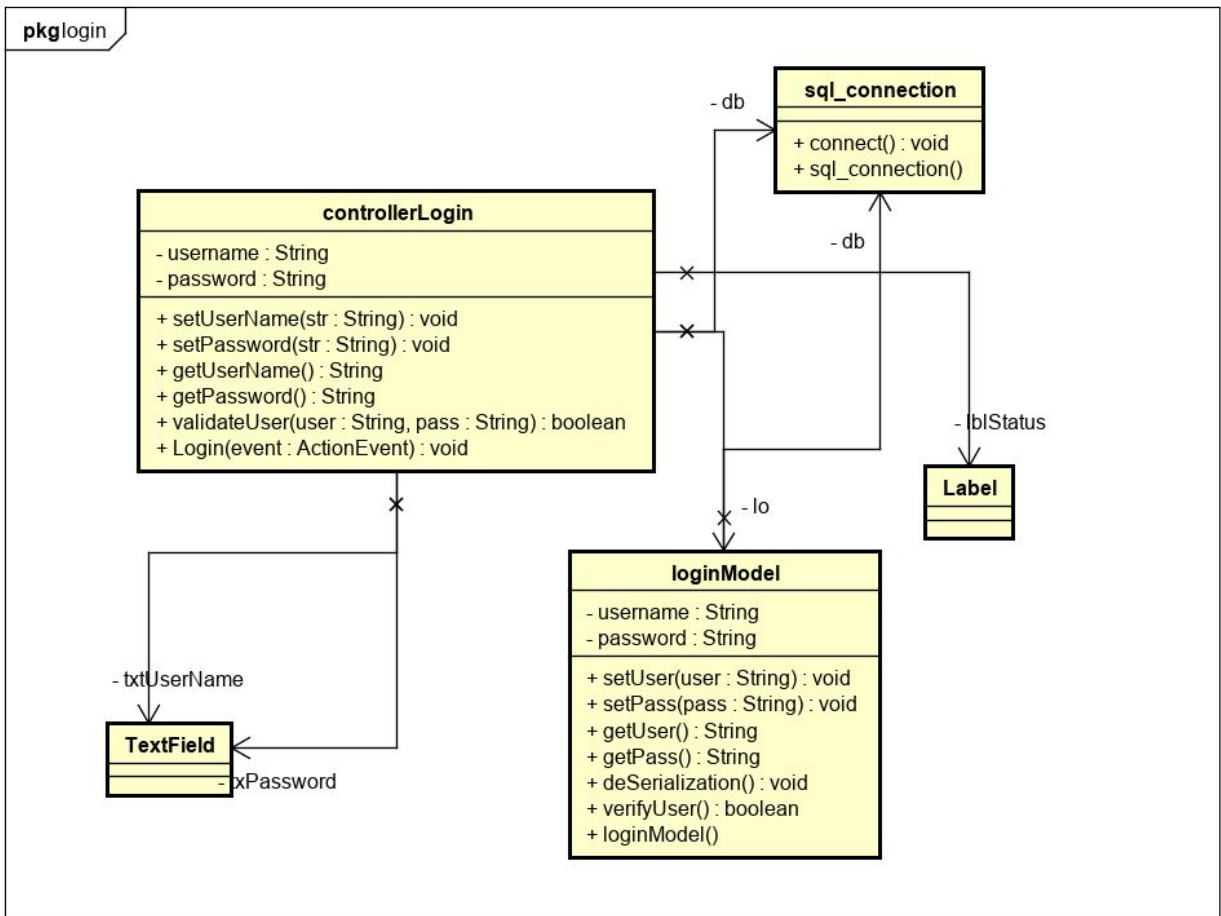 pkg login
sql_connection
+ connect() : void
+ sql_connection()
- db
controllerLogin
- username : String
- password : String
+ setUserName(str : String) : void
+ setPassword(str : String) : void
+ getUserName() : String
+ getPassword() : String
+ validateUser(user : String, pass : String) : boolean
+ Login(event : ActionEvent) : void
- db
- lblStatus
Label
- lo
loginModel
- username : String
- password : String
+ setUser(user : String) : void
+ setPass(pass : String) : void
+ getUser() : String
+ getPass() : String
+ deSerialization() : void
+ verifyUser() : boolean
+ loginModel()
- txtUserName
TextField
- txPassword